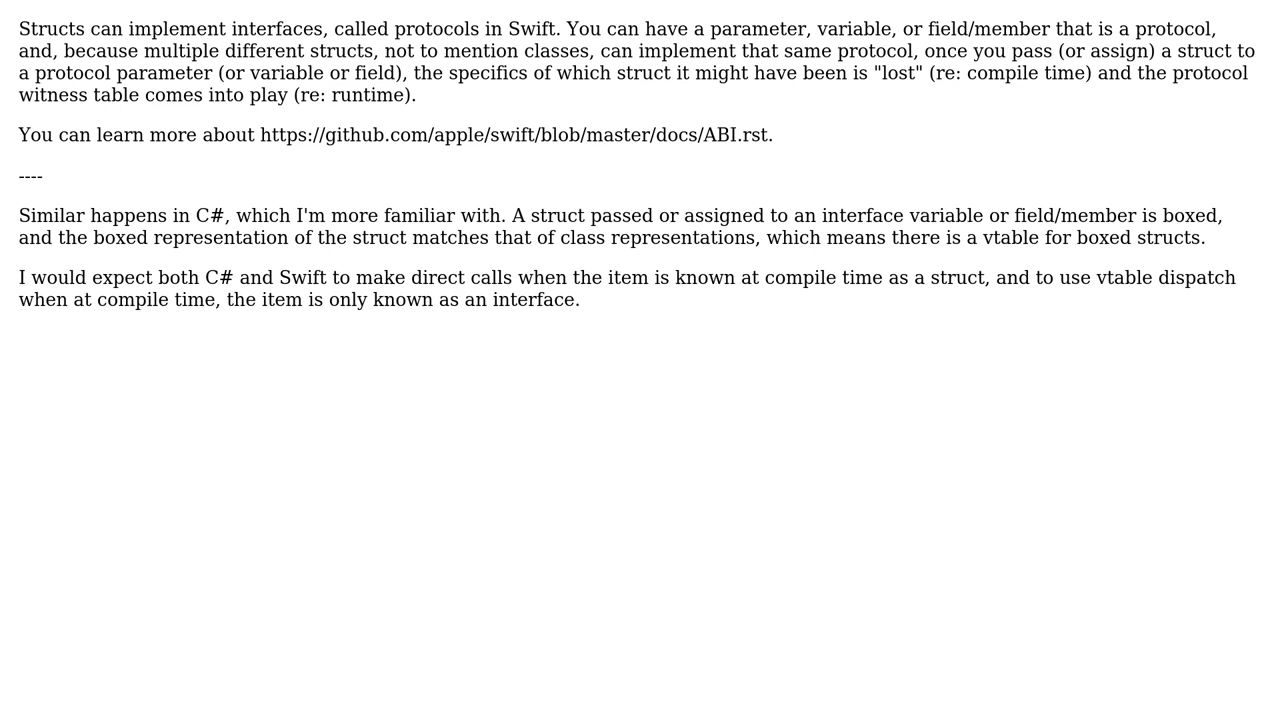 Structs can implement interfaces, called protocols in Swift. You can have a parameter, variable, or field/member that is a protocol,
and, because multiple different structs, not to mention classes, can implement that same protocol, once you pass (or assign) a struct to
a protocol parameter (or variable or field), the specifics of which struct it might have been is "lost" (re: compile time) and the protocol
witness table comes into play (re: runtime).
You can learn more about https://github.com/apple/swift/blob/master/docs/ABI.rst.
----
Similar happens in C#, which I'm more familiar with. A struct passed or assigned to an interface variable or field/member is boxed,
and the boxed representation of the struct matches that of class representations, which means there is a vtable for boxed structs.
I would expect both C# and Swift to make direct calls when the item is known at compile time as a struct, and to use vtable dispatch
when at compile time, the item is only known as an interface.